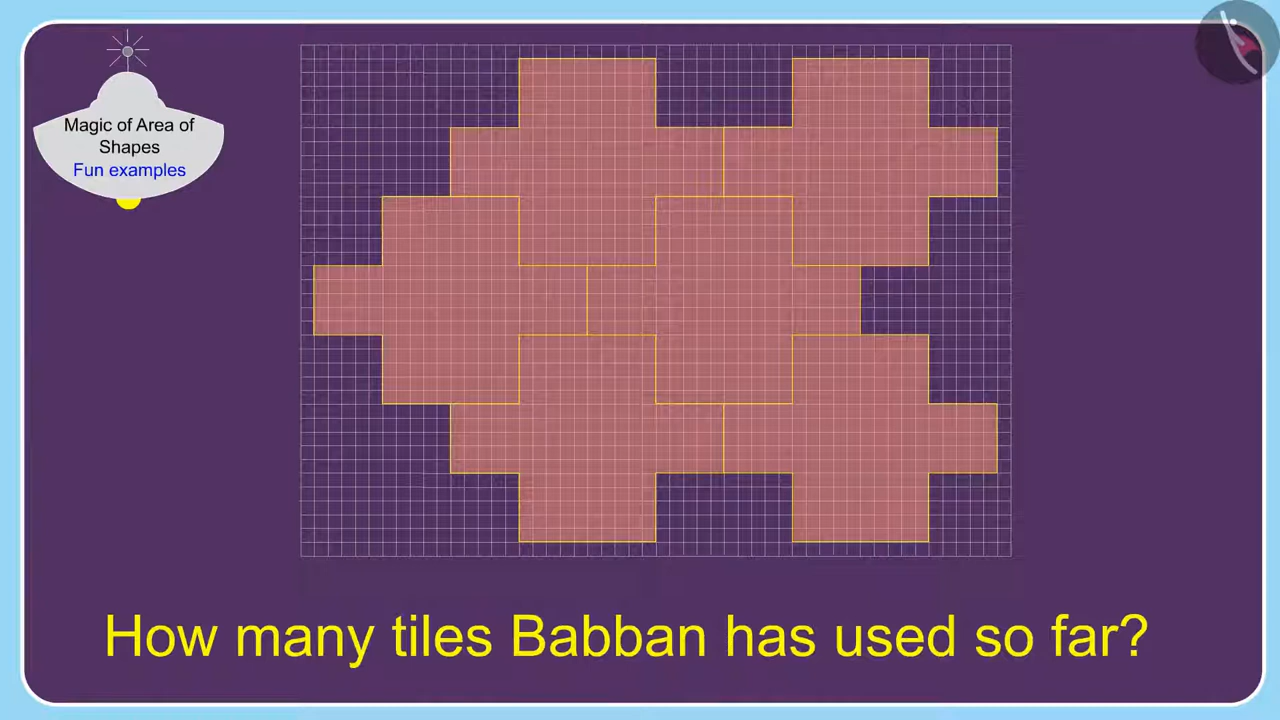 Magic of Area of
Shapes
Fun examples
How many tiles Babban has used so far?